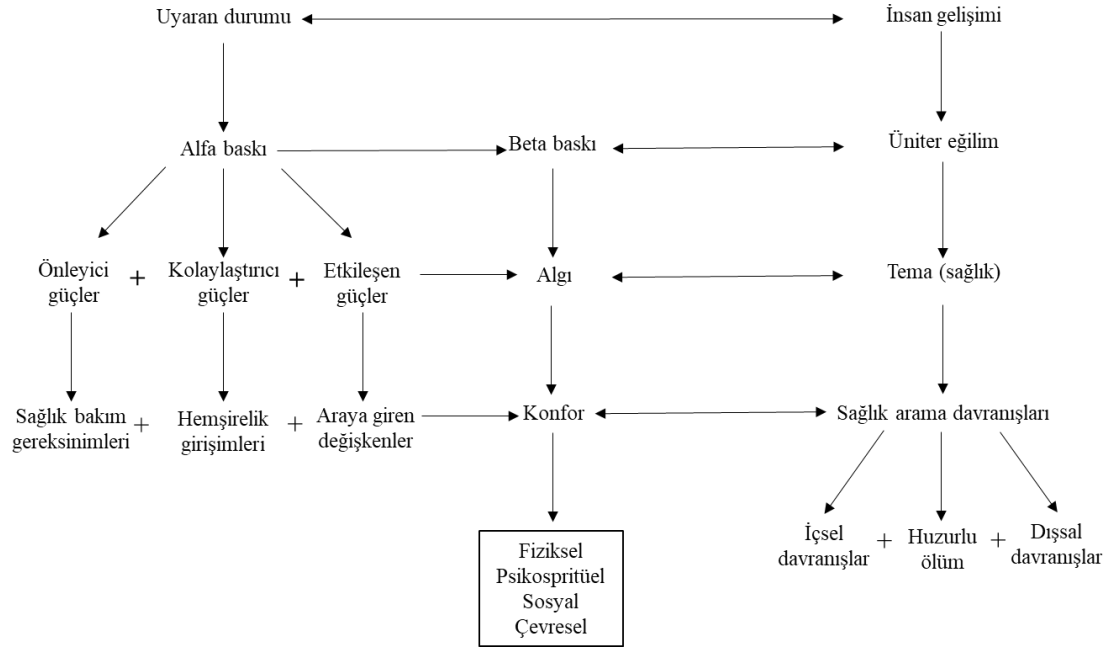 Uyaran durumu
İnsan gelişimi
Alfa baskı
Beta baskı
Üniter eğilim
Önleyici
güçler
+
Kolaylaştırıcı
güçler
+
Etkileşen
güçler
Algı
Tema (sağlık)
Sağlık bakım
gereksinimleri
+
Hemşirelik
girişimleri
+
Araya giren
değişkenler
Konfor
Sağlık arama davranışları
Fiziksel
Psikospritüel
Sosyal
Çevresel
İçsel
davranışlar
+
Huzurlu
ölüm
+
Dışsal
davranışlar